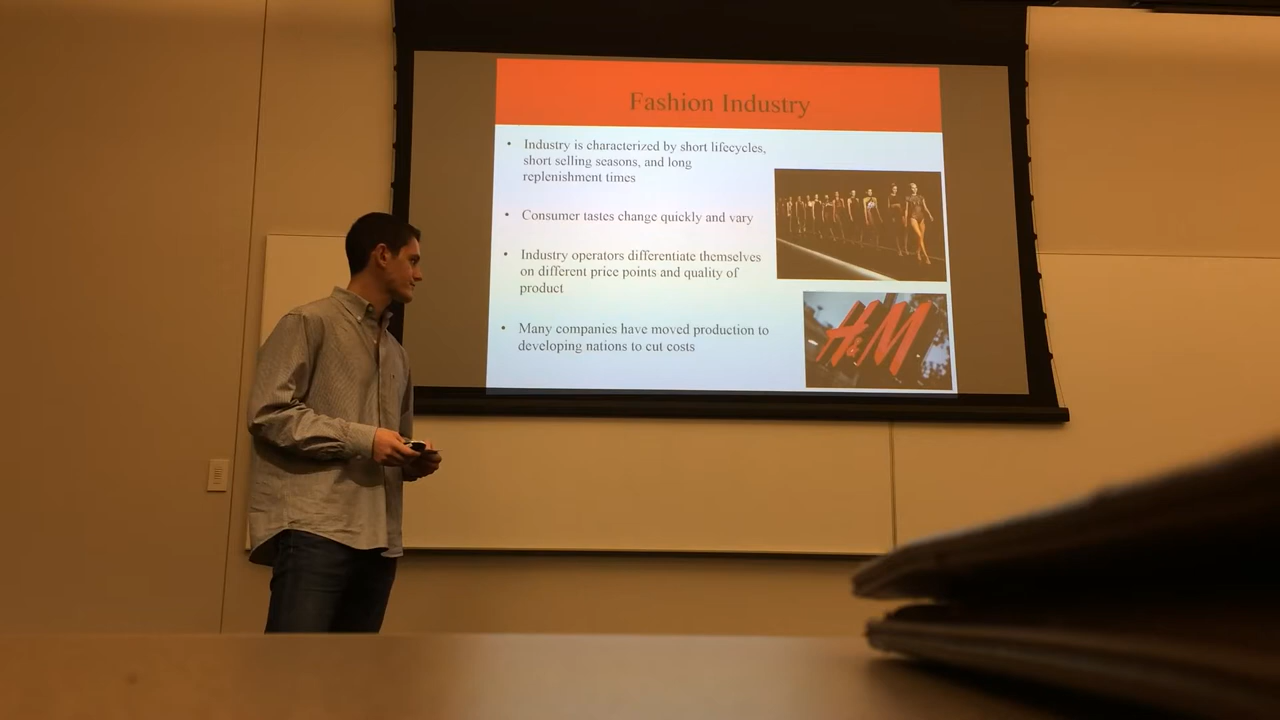 Fashion Industry
• Industry is characterized by short lifecycles,
short selling seasons, and long
replenishment times
• Consumer tastes change quickly and vary
• Industry operators differentiate themselves
on different price points and quality of
product
• Many companies have moved production to
developing nations to cut costs
H&M